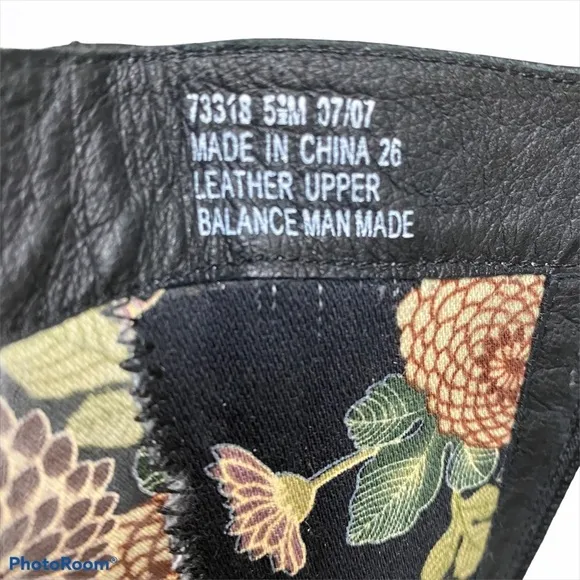 73318 5½M 07/07
MADE IN CHINA 26
LEATHER UPPER
BALANCE MAN MADE
PhotoRoom®